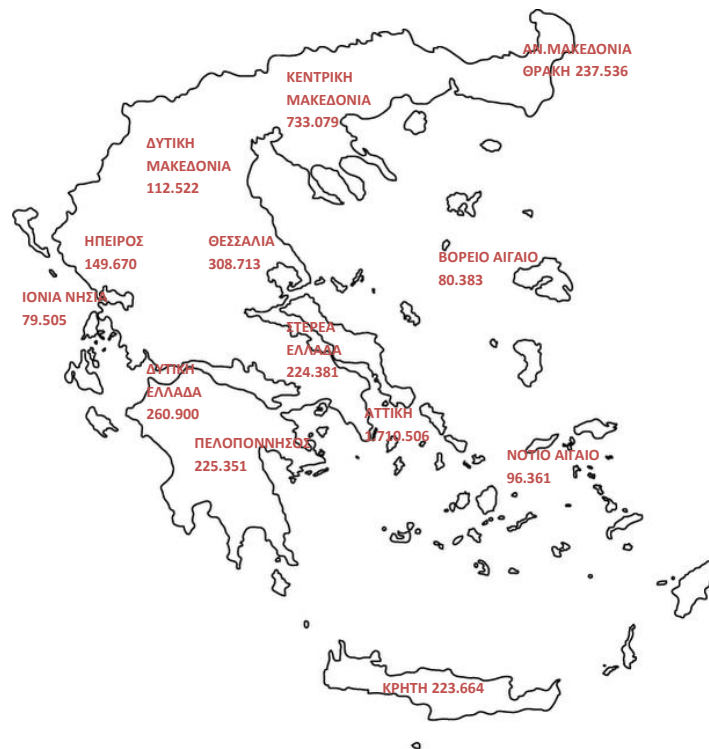 ΑΝ.ΜΑΚΕΔΟΝΙΑ
ΘΡΑΚΗ 237.536
ΚΕΝΤΡΙΚΗ
ΜΑΚΕΔΟΝΙΑ
733.079
ΔΥΤΙΚΗ
ΜΑΚΕΔΟΝΙΑ
112.522
ΗΠΕΙΡΟΣ
149.670
ΘΕΣΣΑΛΙΑ
308.713
ΒΟΡΕΙΟ ΑΙΓΑΙΟ
80.383
ΙΟΝΙΑ ΝΗΣΙΑ
79.505
ΣΤΕΡΕΑ
ΕΛΛΑΔΑ
224.381
ΔΥΤΙΚΗ
ΕΛΛΑΔΑ
260.900
ΑΤΤΙΚΗ
1.710.506
ΠΕΛΟΠΟΝΝΗΣΟΣ
225.351
ΝΟΤΙΟ ΑΙΓΑΙΟ
96.361
ΚΡΗΤΗ 223.664